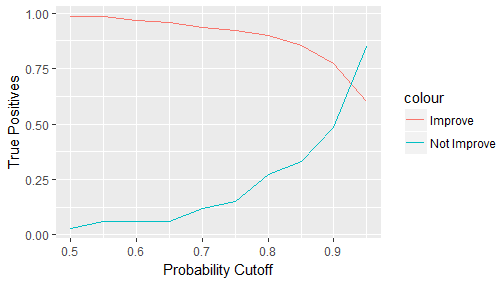 1.00
0.75
0.50
0.25
0.00
True Positives
0.5 0.6 0.7 0.8 0.9
Probability Cutoff
colour
Improve
Not Improve